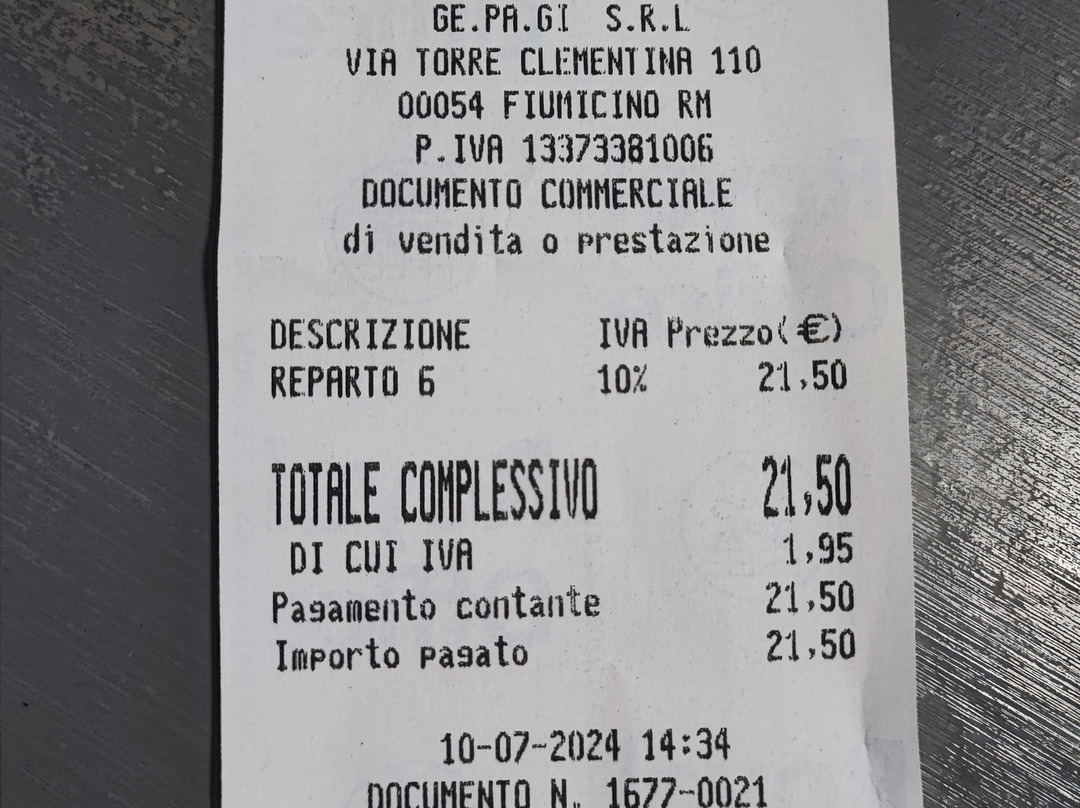 GE.PA.GI S.R.L
VIA TORRE CLEMENTINA 110
00054 FIUMICINO RM
P.IVA 13373381006
DOCUMENTO COMMERCIALE
di vendita o prestazione
DESCRIZIONE IVA Prezzo(€)
REPARTO 6 10% 21,50
TOTALE COMPLESSIVO 21,50
DI CUI IVA 1,95
Pagamento contante 21,50
Importo pagato 21,50
10-07-2024 14:34
DOCUMENTO N. 1677-0021